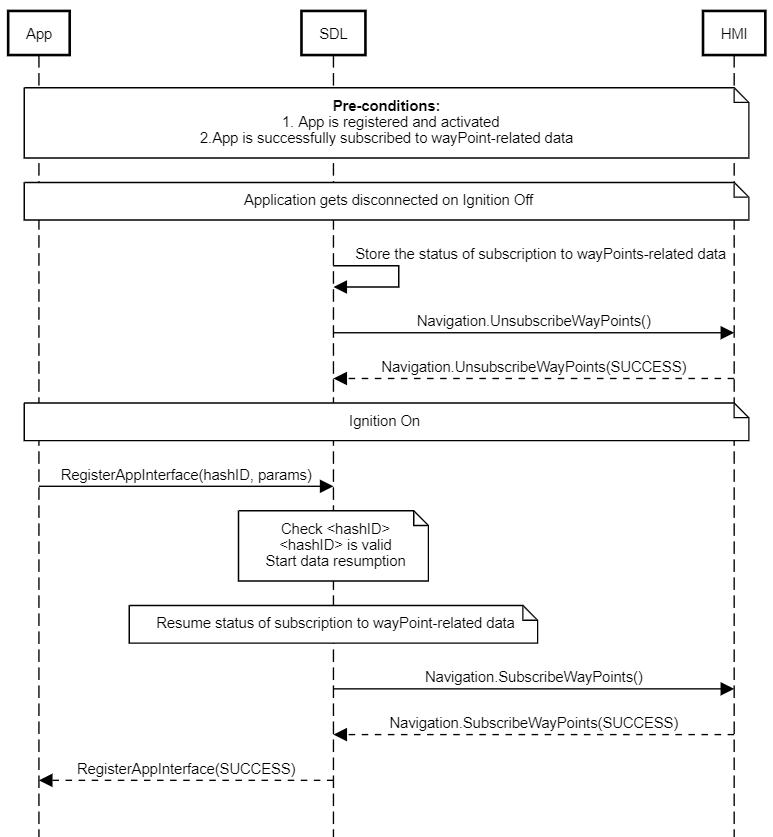 App
SDL
HMI
Pre-conditions:
1. App is registered and activated
2.App is successfully subscribed to wayPoint-related data
Application gets disconnected on Ignition Off
Store the status of subscription to wayPoints-related data
Navigation.UnsubscribeWayPoints()
Navigation.UnsubscribeWayPoints(SUCCESS)
Ignition On
RegisterAppInterface(hashID, params)
Check <hashID>
<hashID> is valid
Start data resumption
Resume status of subscription to wayPoint-related data
Navigation.SubscribeWayPoints()
Navigation.SubscribeWayPoints(SUCCESS)
RegisterAppInterface(SUCCESS)